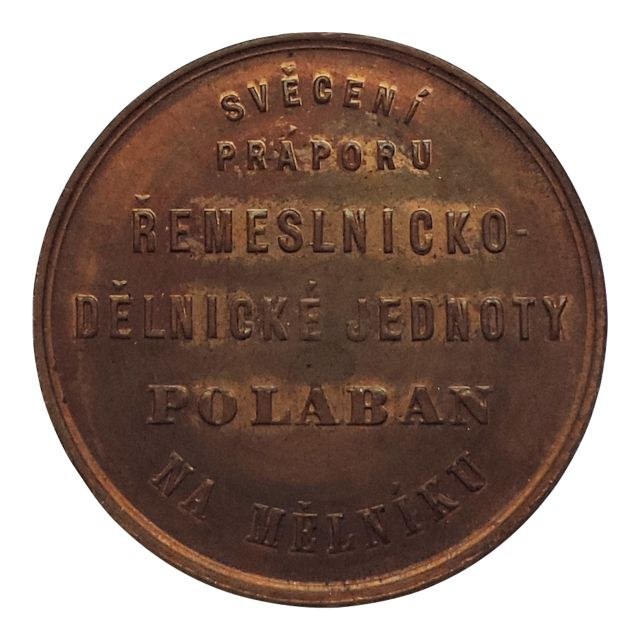 SVĚCENÍ
PRÁPORU
ŘEMESLNICKO-
DĚLNICKÉ JEDNOTY
POLABAN
NA MĚLNÍKU